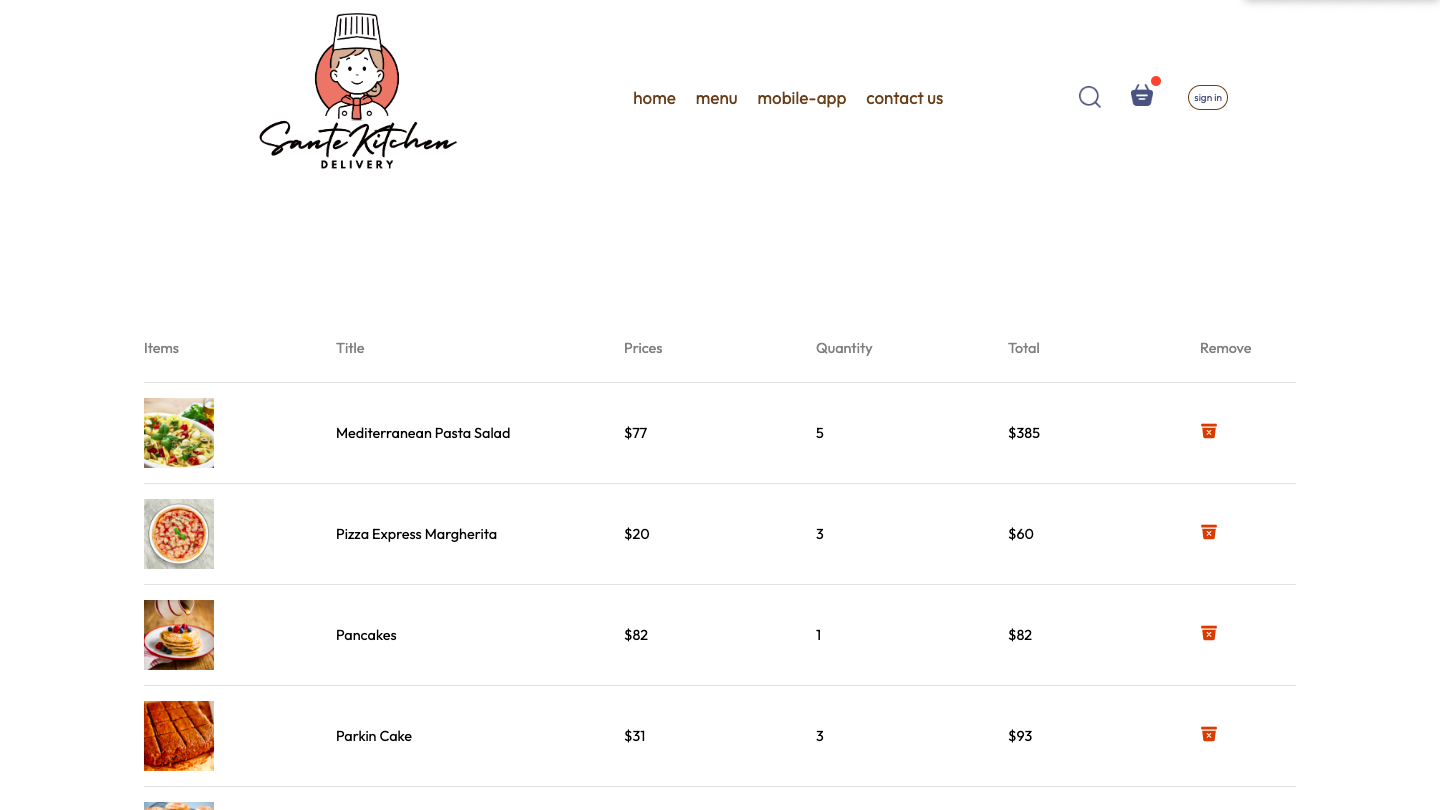 Sante Kitchen
DELIVERY
home menu mobile-app contact us
sign in
Items Title Prices Quantity Total Remove
Mediterranean Pasta Salad $77 5 $385
Pizza Express Margherita $20 3 $60
Pancakes $82 1 $82
Parkin Cake $31 3 $93